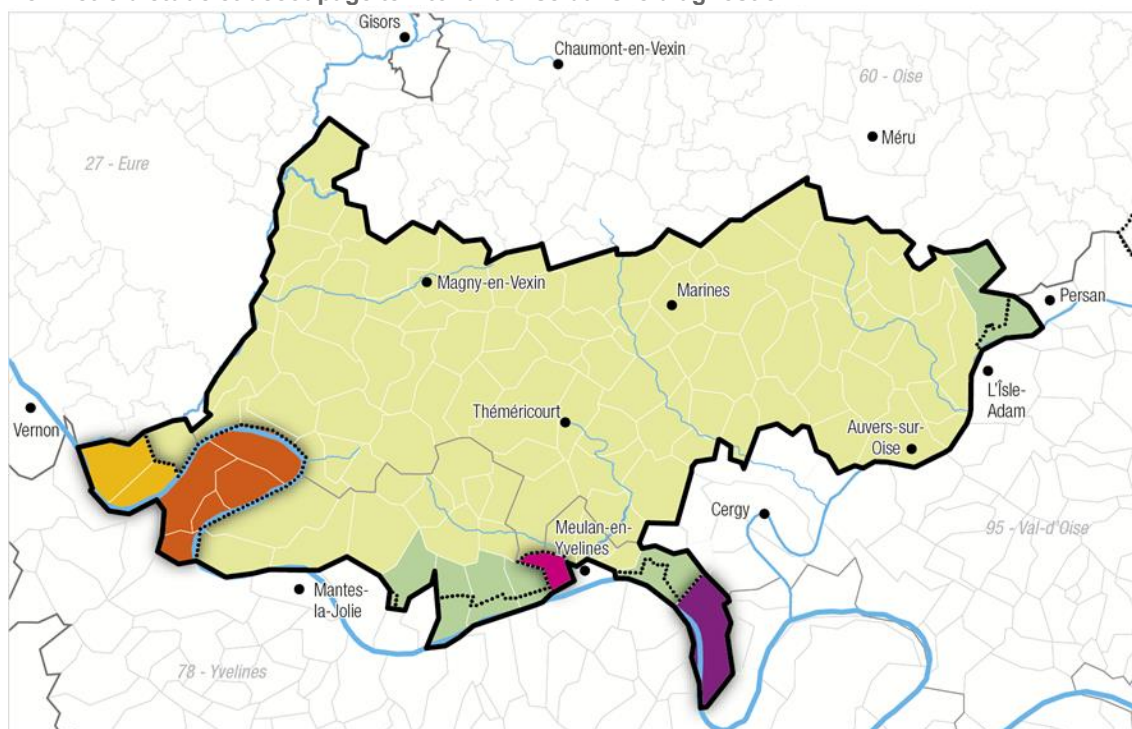 Gisors
Chaumont-en-Vexin
60 - Oise
Méru
27 - Eure
Magny-en-Vexin
Marines
Persan
L'Île-
Adam
Vernon
Théméricourt
Auvers-sur-
Oise
Cergy
Meulan-en-
Yvelines
95 - Val-d'Oise
Mantes-
la-Jolie
78 - Yvelines